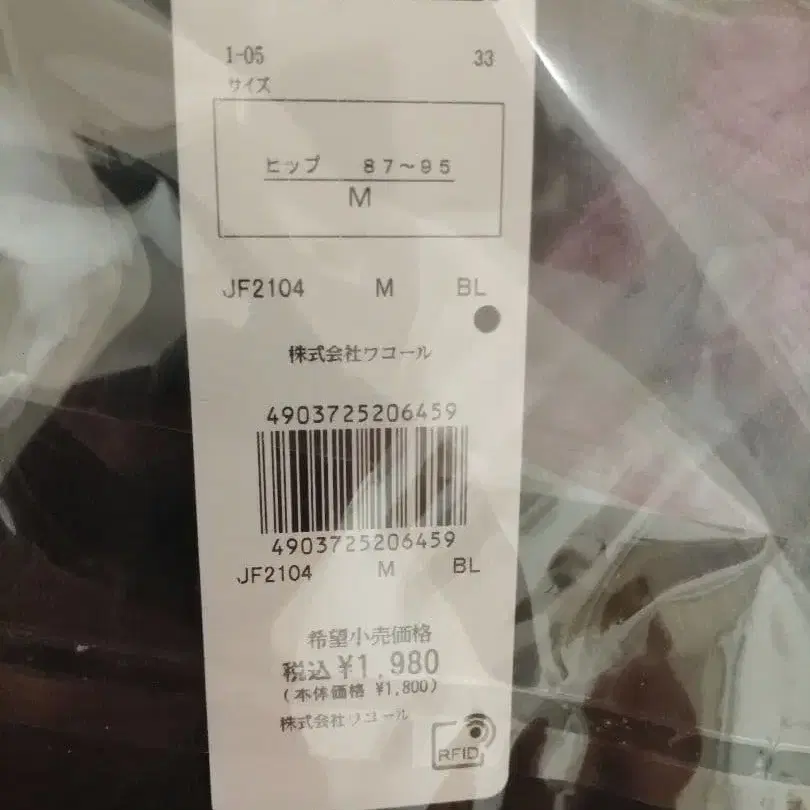 1-05 33
サイズ
ヒップ 87~95
M
JF2104 M BL
株式会社ワコール
4903725206459
4903725206459
JF2104 M BL
希望小売価格
税込 ¥1,980
(本体価格 ¥1,800)
株式会社ワコール
RFID